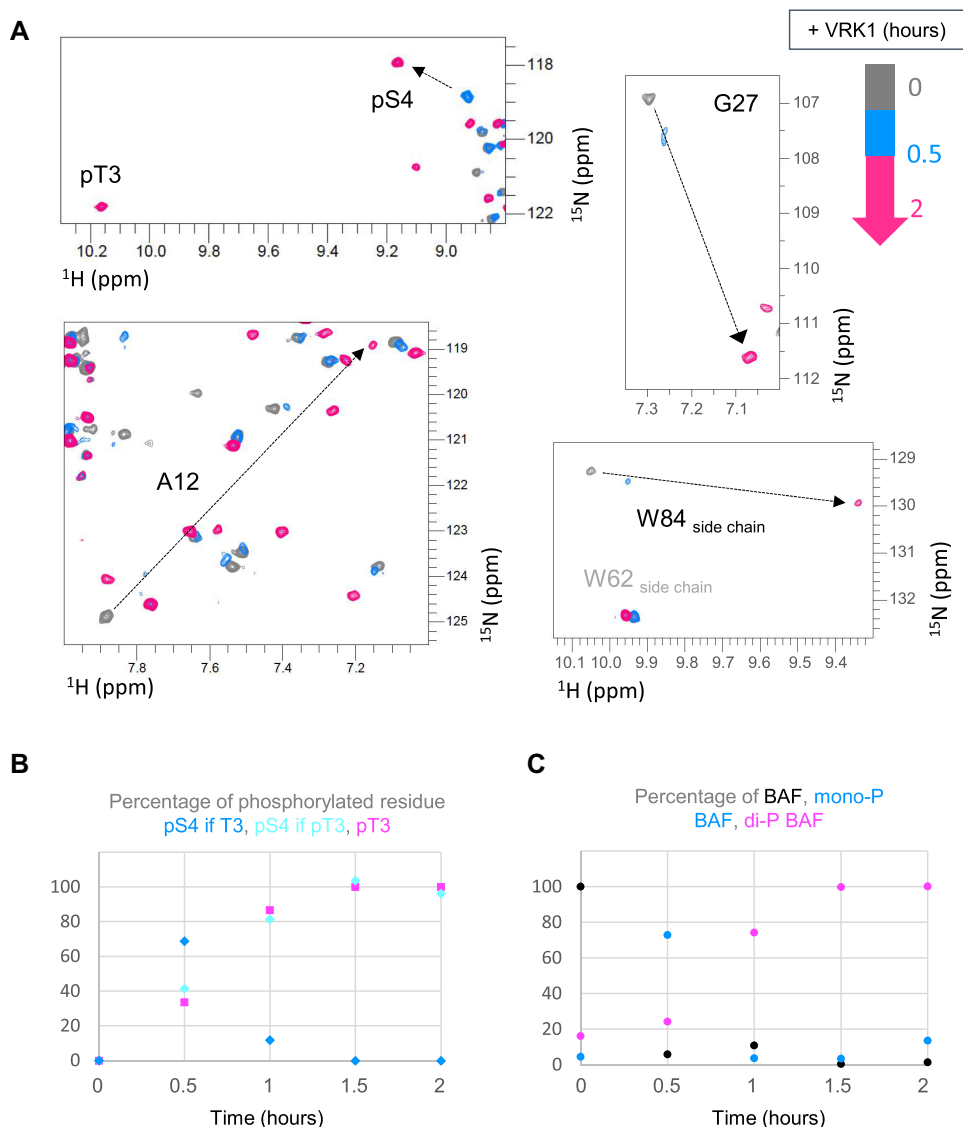 A
+ VRK1 (hours)
0
0.5
2
pS4
pT3
118
120
122
15N (ppm)
10.2 10.0 9.8 9.6 9.4 9.2 9.0
1H (ppm)
G27
107
108
109
110
111
112
15N (ppm)
7.3 7.2 7.1
A12
119
120
121
122
123
124
125
15N (ppm)
7.8 7.6 7.4 7.2
1H (ppm)
W84 side chain
W62 side chain
129
130
131
132
15N (ppm)
10.1 10.0 9.9 9.8 9.7 9.6 9.5 9.4
1H (ppm)
B
Percentage of phosphorylated residue
pS4 if T3, pS4 if pT3, pT3
100
80
60
40
20
0
0 0.5 1 1.5 2
Time (hours)
C
Percentage of BAF, mono-P
BAF, di-P BAF
100
80
60
40
20
0
0 0.5 1 1.5 2
Time (hours)